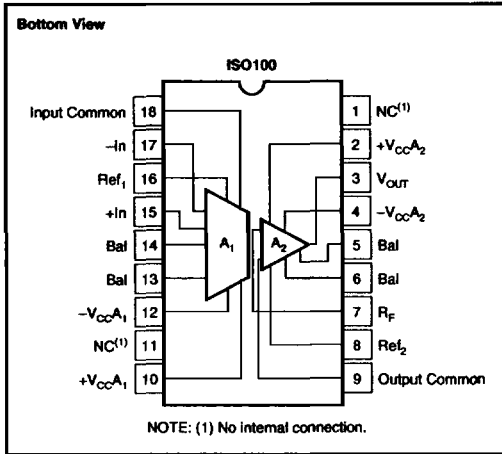 Bottom View
ISO100
Input Common 18
1 NC(1)
–In 17
2 +VCCA2
Ref1 16
3 VOUT
+In 15
4 –VCCA2
Bal 14
5 Bal
Bal 13
6 Bal
–VCCA1 12
7 RF
NC(1) 11
8 Ref2
+VCCA1 10
9 Output Common
A1
A2
NOTE: (1) No internal connection.